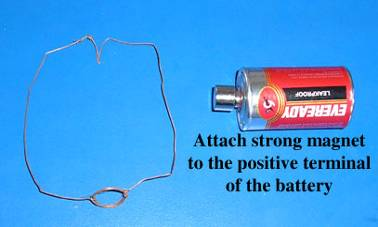 EVEREADY
LEAKPROOF
Attach strong magnet
to the positive terminal
of the battery